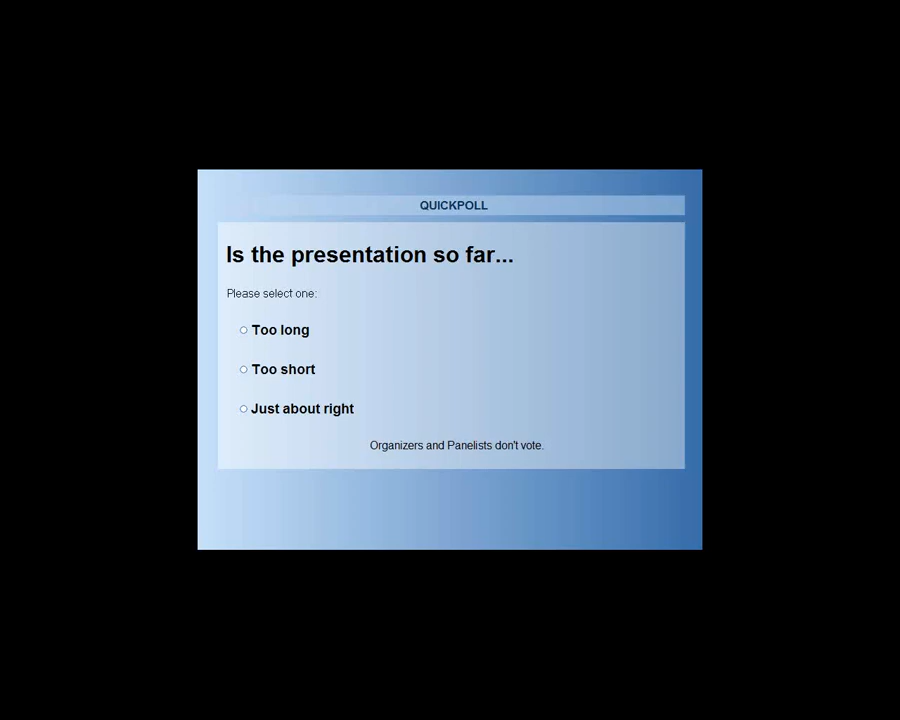 QUICKPOLL
Is the presentation so far...
Please select one:
Too long
Too short
Just about right
Organizers and Panelists don't vote.